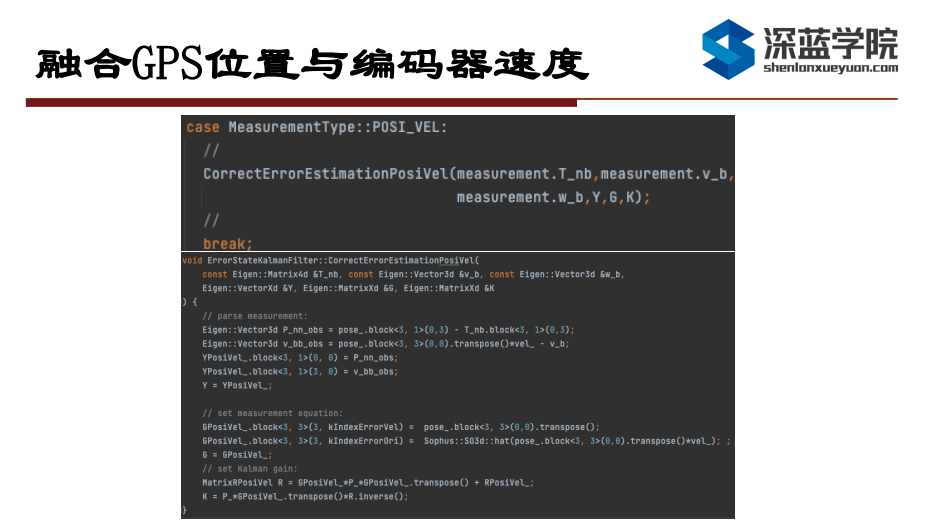 融合GPS位置与编码器速度
深蓝学院
shenlanxueyuan.com
case MeasurementType::POSI_VEL:
//
CorrectErrorEstimationPosiVel(measurement.T_nb,measurement.v_b,
measurement.w_b,Y,G,K);
//
break;
void ErrorStateKalmanFilter::CorrectErrorEstimationPosiVel(
const Eigen::Matrix4d &T_nb, const Eigen::Vector3d &v_b, const Eigen::Vector3d &w_b,
Eigen::VectorXd &Y, Eigen::MatrixXd &G, Eigen::MatrixXd &K
) {
// parse measurement:
Eigen::Vector3d P_nn_obs = pose_.block<3, 1>(0,3) - T_nb.block<3, 1>(0,3);
Eigen::Vector3d v_bb_obs = pose_.block<3, 3>(0,0).transpose()*vel_ - v_b;
YPosiVel_.block<3, 1>(0, 0) = P_nn_obs;
YPosiVel_.block<3, 1>(3, 0) = v_bb_obs;
Y = YPosiVel_;
// set measurement equation:
GPosiVel_.block<3, 3>(3, kIndexErrorVel) = pose_.block<3, 3>(0,0).transpose();
GPosiVel_.block<3, 3>(3, kIndexErrorOri) = Sophus::SO3d::hat(pose_.block<3, 3>(0,0).transpose()*vel_); ;
G = GPosiVel_;
// set Kalman gain:
MatrixRPosiVel R = GPosiVel_*P_*GPosiVel_.transpose() + RPosiVel_;
K = P_*GPosiVel_.transpose()*R.inverse();
}